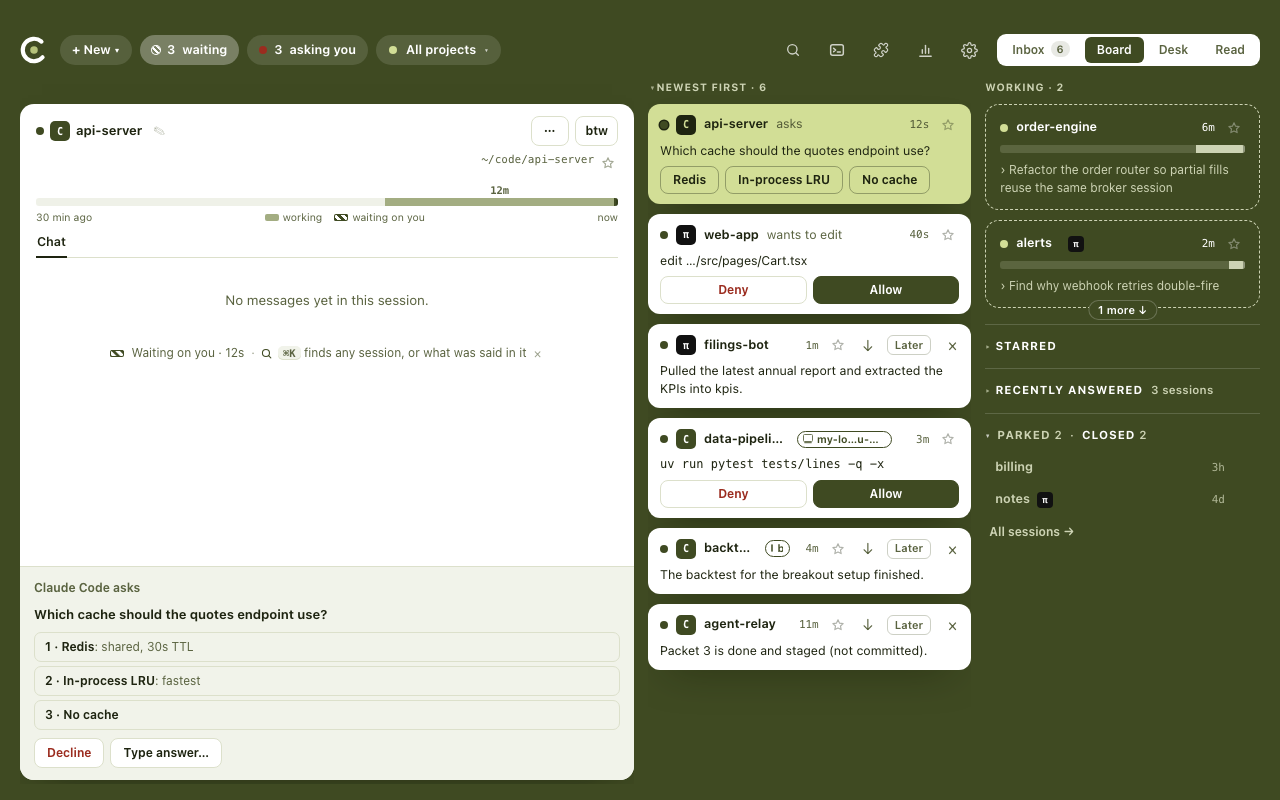 + New ▾
3 waiting
3 asking you
All projects
Inbox 6
Board
Desk
Read
api-server
...
btw
~/code/api-server
12m
30 min ago
working
waiting on you
now
Chat
No messages yet in this session.
Waiting on you · 12s · ⌘K finds any session, or what was said in it ×
Claude Code asks
Which cache should the quotes endpoint use?
1 · Redis: shared, 30s TTL
2 · In-process LRU: fastest
3 · No cache
Decline
Type answer...
NEWEST FIRST · 6
C api-server asks 12s
Which cache should the quotes endpoint use?
Redis
In-process LRU
No cache
π web-app wants to edit 40s
edit .../src/pages/Cart.tsx
Deny
Allow
π filings-bot 1m ↓ Later ×
Pulled the latest annual report and extracted the
KPIs into kpis.
C data-pipeli... my-lo...u-... 3m
uv run pytest tests/lines -q -x
Deny
Allow
C backt... 4m ↓ Later ×
The backtest for the breakout setup finished.
C agent-relay 11m ↓ Later ×
Packet 3 is done and staged (not committed).
WORKING · 2
order-engine 6m
› Refactor the order router so partial fills
reuse the same broker session
alerts π 2m
› Find why webhook retries double-fire
1 more ↓
STARRED
RECENTLY ANSWERED 3 sessions
PARKED 2 · CLOSED 2
billing 3h
notes π 4d
All sessions →